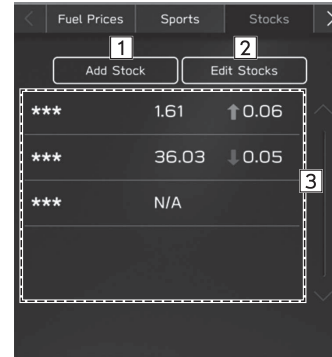 Fuel Prices Sports Stocks
1 2
Add Stock Edit Stocks
*** 1.61 0.06
*** 36.03 0.05
3
*** N/A